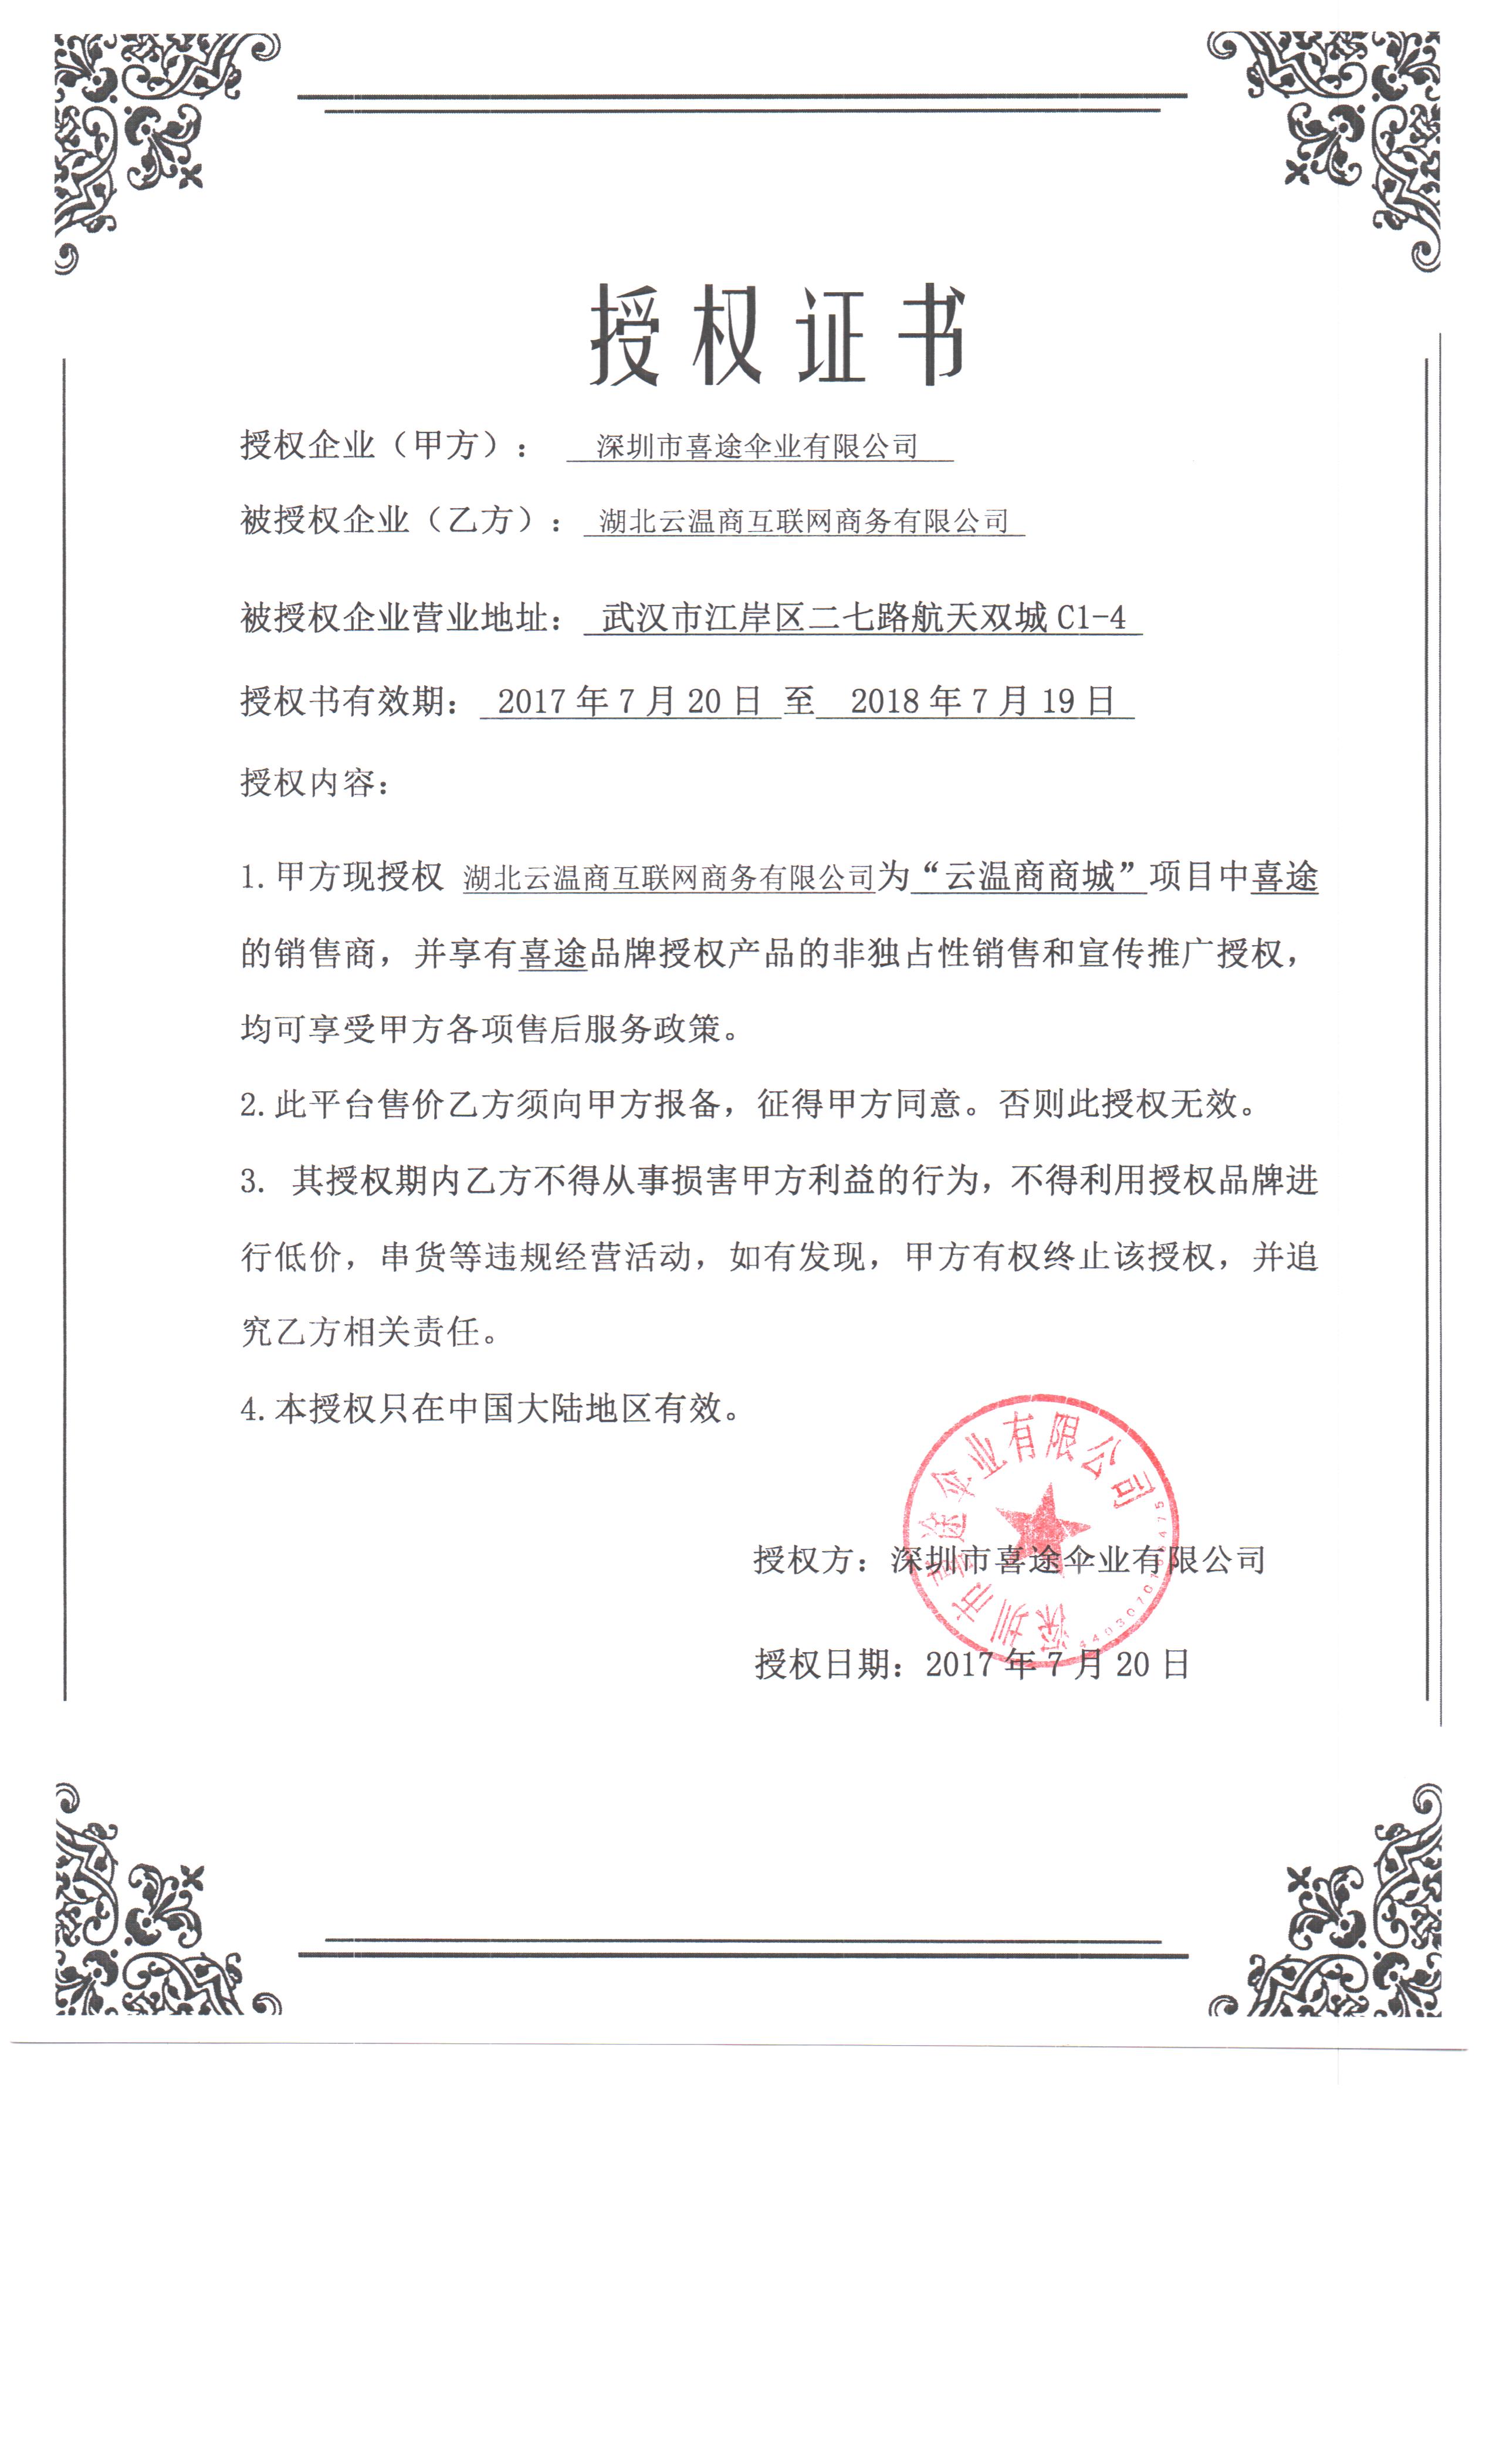 授权证书
授权企业（甲方）： 深圳市喜途伞业有限公司
被授权企业（乙方）： 湖北云温商互联网商务有限公司
被授权企业营业地址： 武汉市江岸区二七路航天双城 C1-4
授权书有效期： 2017 年 7 月 20 日 至 2018 年 7 月 19 日
授权内容：
1. 甲方现授权 湖北云温商互联网商务有限公司为“云温商商城”项目中喜途
的销售商，并享有喜途品牌授权产品的非独占性销售和宣传推广授权，
均可享受甲方各项售后服务政策。
2. 此平台售价乙方须向甲方报备，征得甲方同意。否则此授权无效。
3. 其授权期内乙方不得从事损害甲方利益的行为，不得利用授权品牌进
行低价，串货等违规经营活动，如有发现，甲方有权终止该授权，并追
究乙方相关责任。
4. 本授权只在中国大陆地区有效。
深圳市喜途伞业有限公司
授权方：深圳市喜途伞业有限公司
授权日期：2017 年 7 月 20 日